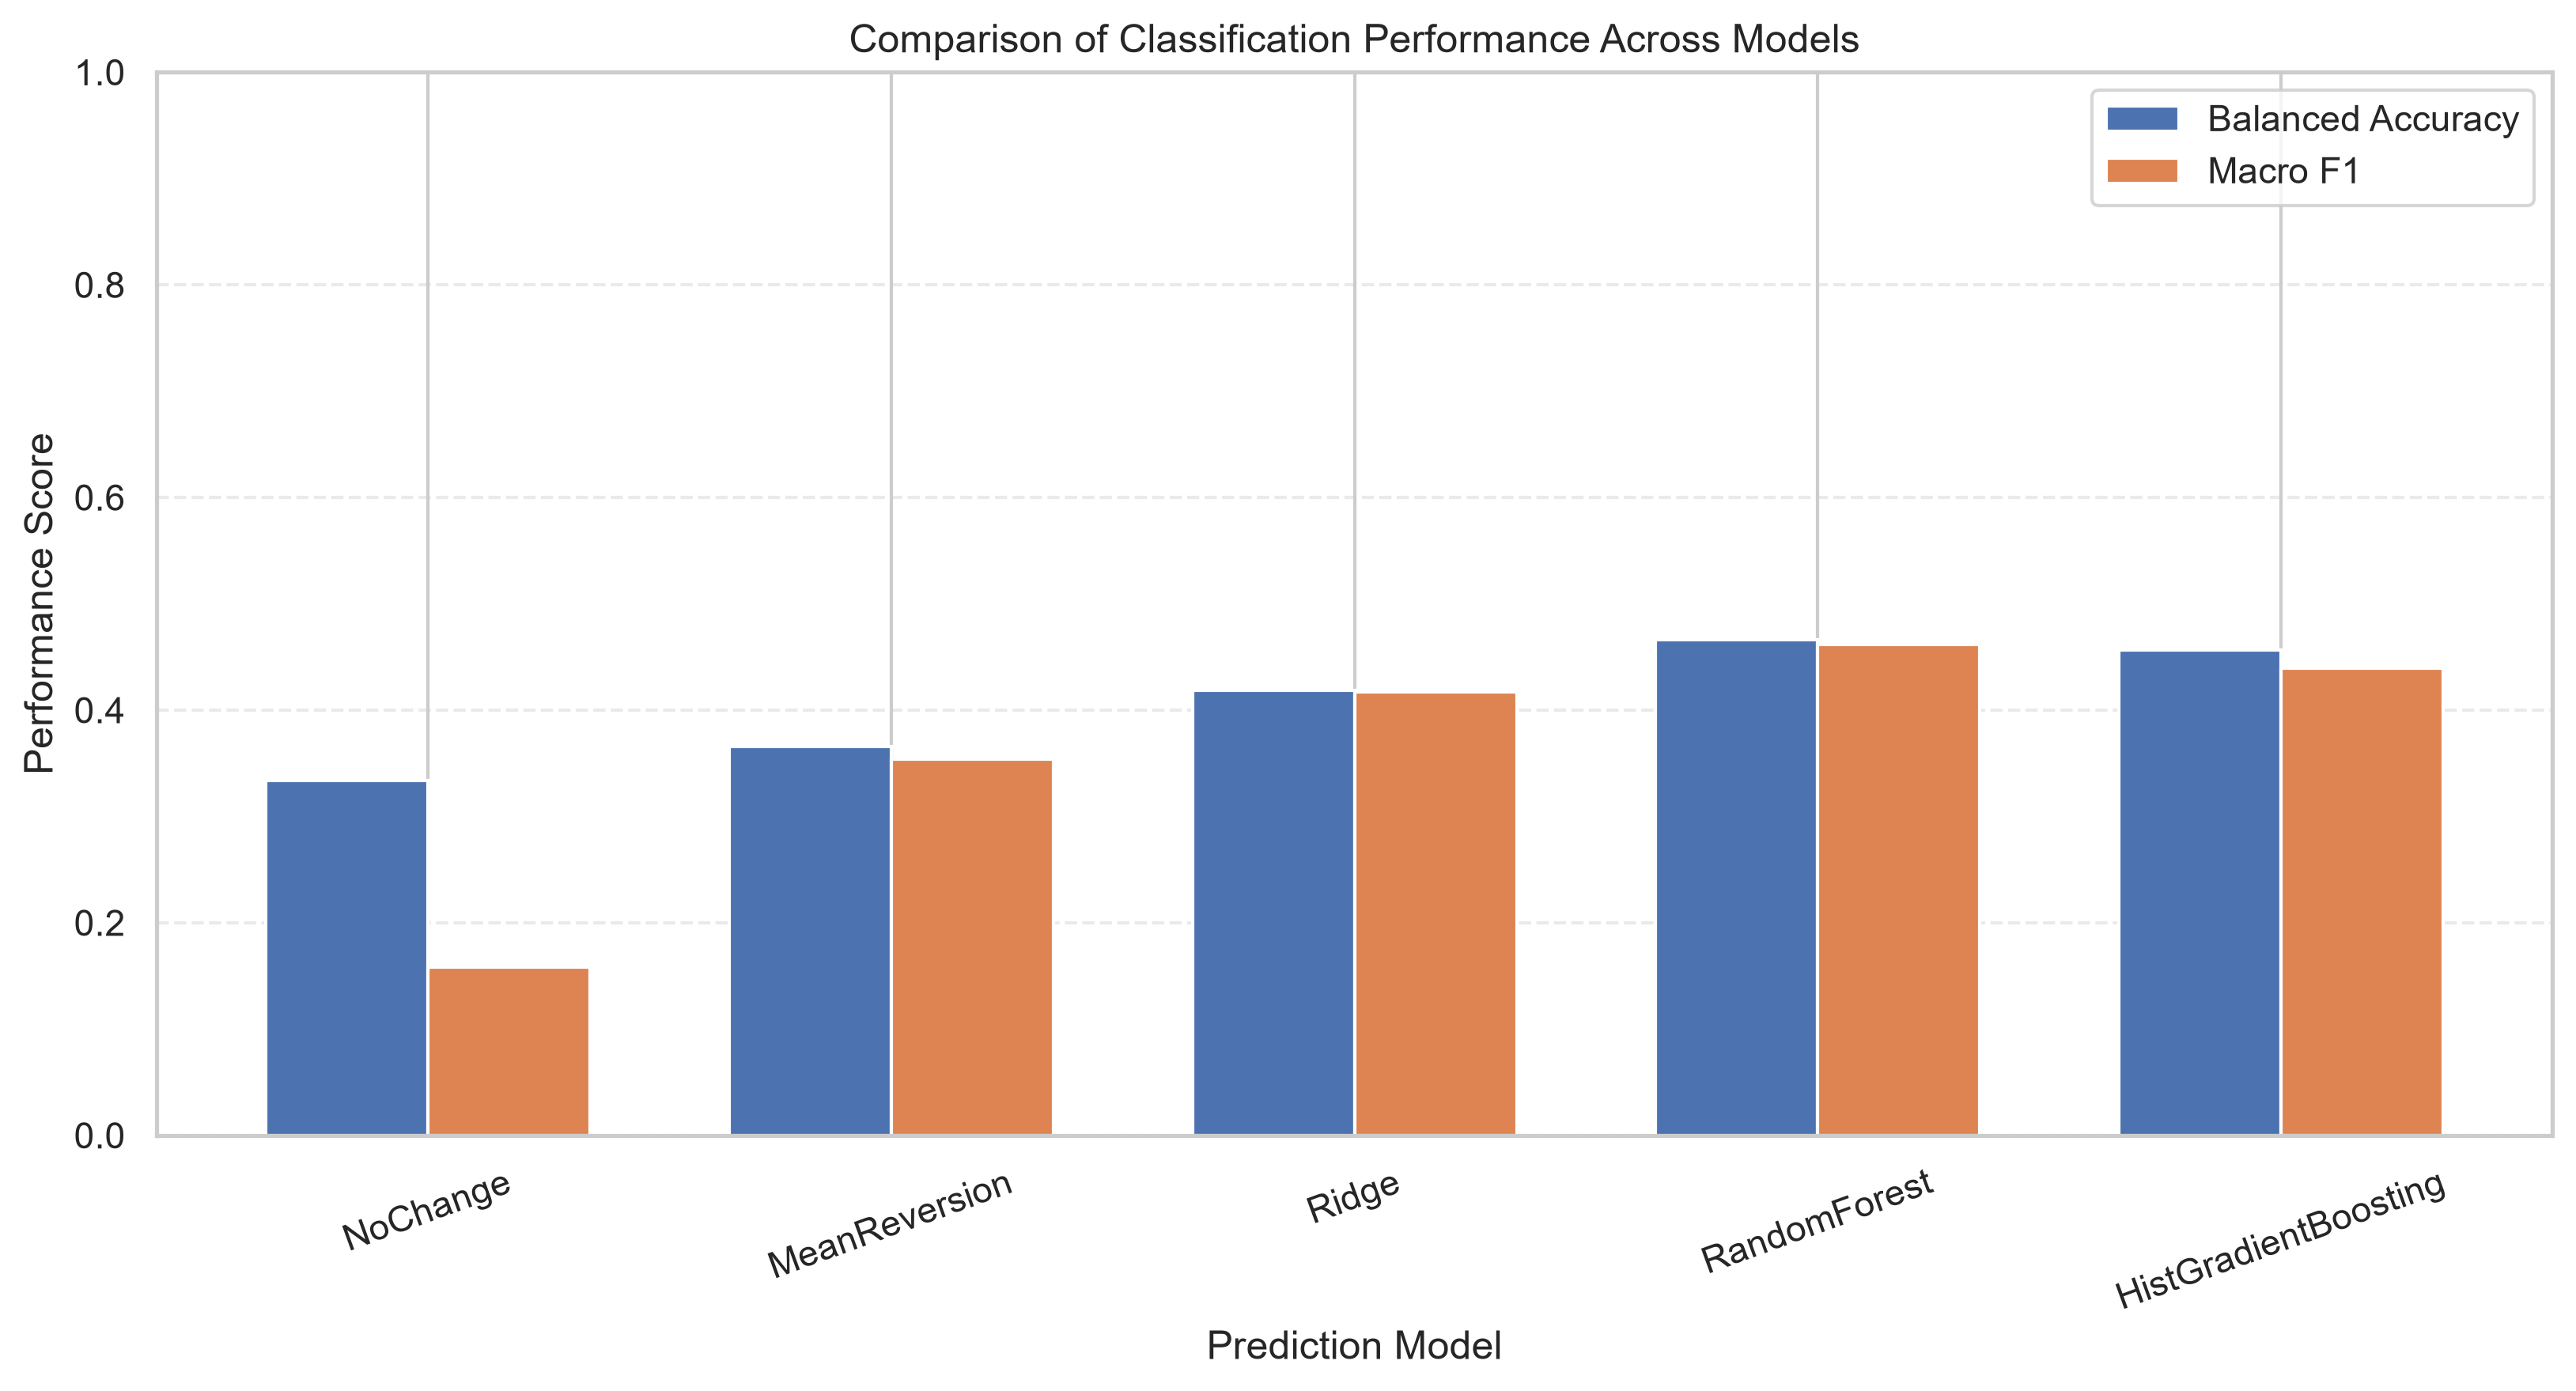 Comparison of Classification Performance Across Models
1.0
0.8
0.6
0.4
0.2
0.0
Performance Score
Balanced Accuracy
Macro F1
NoChange
MeanReversion
Ridge
RandomForest
HistGradientBoosting
Prediction Model